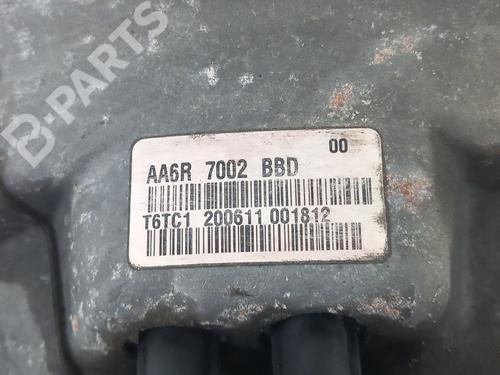 B-PARTS
00
AA6R 7002 BBD
T6TC1 200611 001812